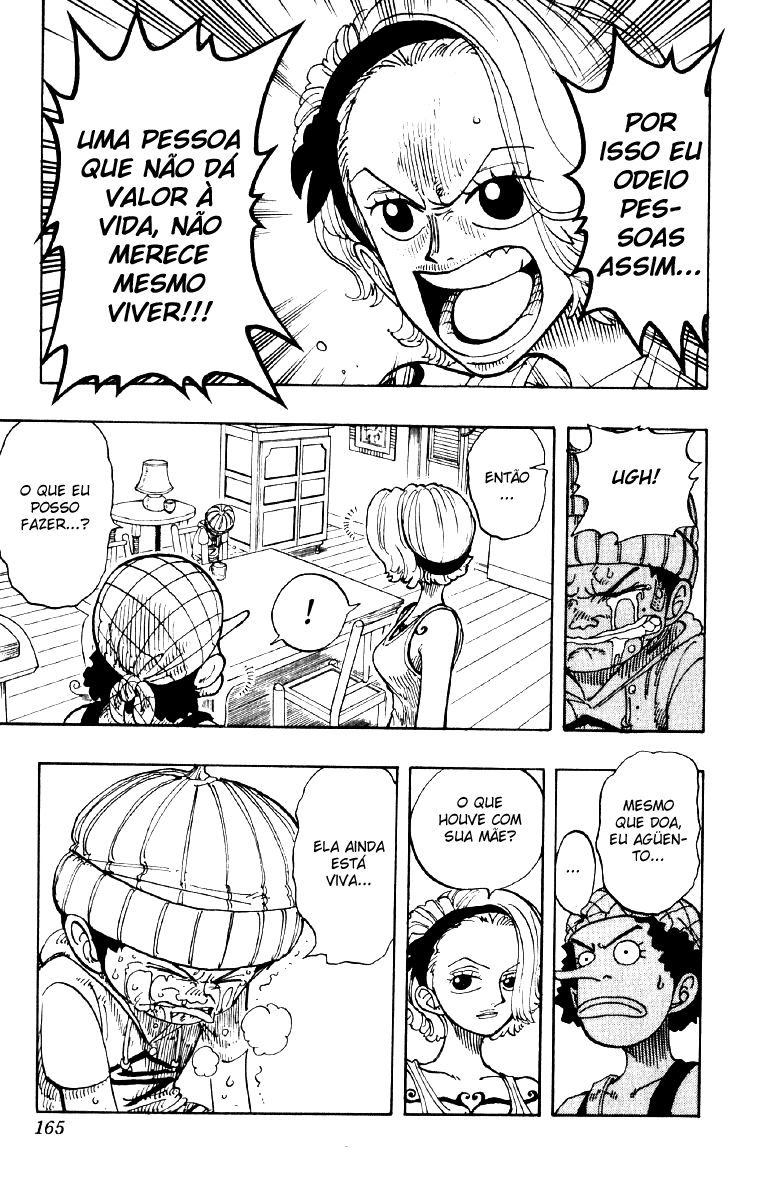 POR
ISSO EU
ODEIO
PES-
SOAS
ASSIM...
UMA PESSOA
QUE NÃO DÁ
VALOR À
VIDA, NÃO
MERECE
MESMO
VIVER!!!
UGH!
ENTÃO
...
!
O QUE EU
POSSO
FAZER...?
MESMO
QUE DOA,
EU AGÜEN-
TO...
...
O QUE
HOUVE COM
SUA MÃE?
ELA AINDA
ESTÁ
VIVA...
165